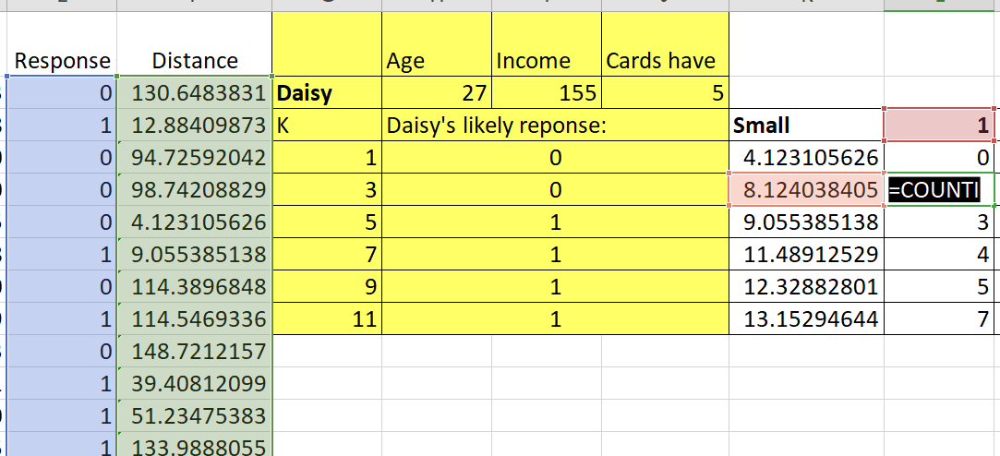 Response Distance Age Income Cards have
0 130.6483831 Daisy 27 155 5
1 12.88409873 K Daisy's likely reponse: Small 1
0 94.72592042 1 0 4.123105626 0
0 98.74208829 3 0 8.124038405 =COUNTI
0 4.123105626 5 1 9.055385138 3
1 9.055385138 7 1 11.48912529 4
0 114.3896848 9 1 12.32882801 5
1 114.5469336 11 1 13.15294644 7
0 148.7212157
1 39.40812099
1 51.23475383
1 133.9888055